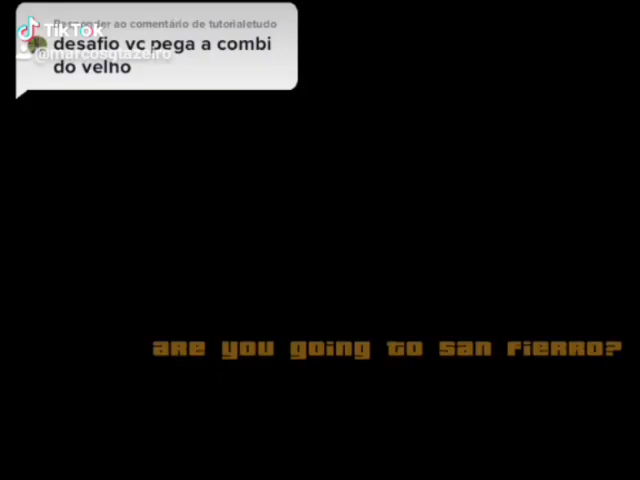 Responder ao comentário de tutorialetudo
TikTok
desafio vc pega a combi
do velho
are you going to san fierro?